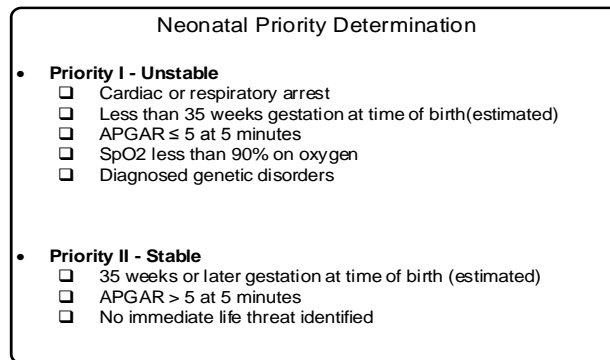 Neonatal Priority Determination
• Priority I - Unstable
❑ Cardiac or respiratory arrest
❑ Less than 35 weeks gestation at time of birth(estimated)
❑ APGAR ≤ 5 at 5 minutes
❑ SpO2 less than 90% on oxygen
❑ Diagnosed genetic disorders
• Priority II - Stable
❑ 35 weeks or later gestation at time of birth (estimated)
❑ APGAR > 5 at 5 minutes
❑ No immediate life threat identified